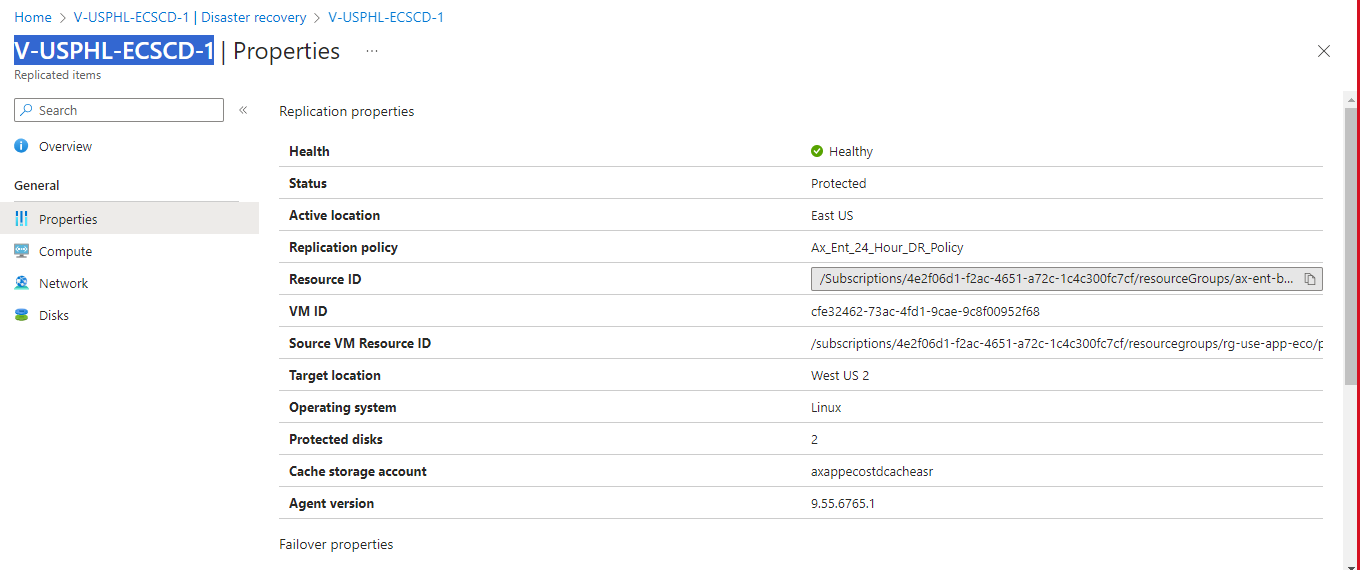 Home > V-USPHL-ECSCD-1 | Disaster recovery > V-USPHL-ECSCD-1
V-USPHL-ECSCD-1 | Properties ...
Replicated items
Search «
Overview
General
Properties
Compute
Network
Disks
Replication properties
Health Healthy
Status Protected
Active location East US
Replication policy Ax_Ent_24_Hour_DR_Policy
Resource ID /Subscriptions/4e2f06d1-f2ac-4651-a72c-1c4c300fc7cf/resourceGroups/ax-ent-b...
VM ID cfe32462-73ac-4fd1-9cae-9c8f00952f68
Source VM Resource ID /subscriptions/4e2f06d1-f2ac-4651-a72c-1c4c300fc7cf/resourcegroups/rg-use-app-eco/p
Target location West US 2
Operating system Linux
Protected disks 2
Cache storage account axappecostdcacheasr
Agent version 9.55.6765.1
Failover properties